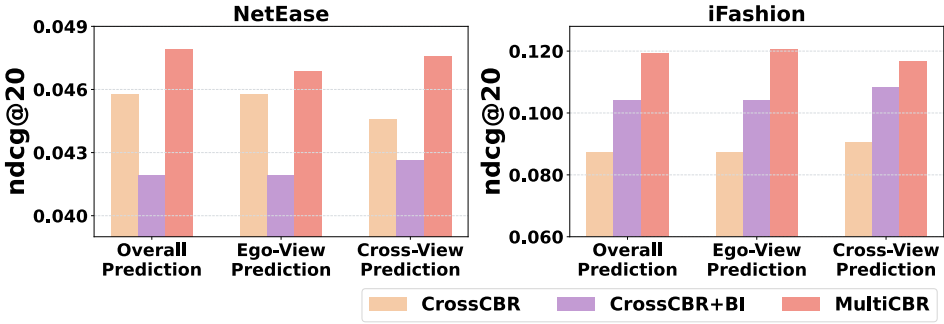 NetEase
ndcg@20
0.049
0.046
0.043
0.040
Overall Prediction
Ego-View Prediction
Cross-View Prediction
iFashion
ndcg@20
0.120
0.100
0.080
0.060
Overall Prediction
Ego-View Prediction
Cross-View Prediction
CrossCBR
CrossCBR+BI
MultiCBR